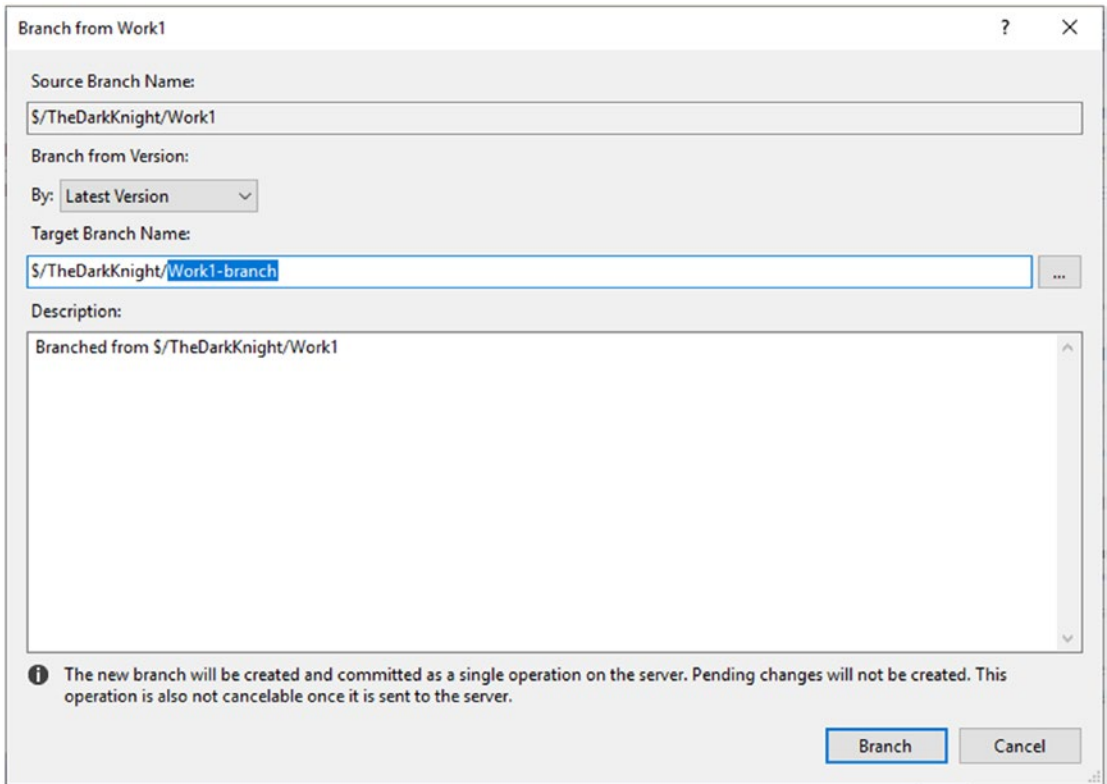 Branch from Work1
?
Source Branch Name:
$/TheDarkKnight/Work1
Branch from Version:
By: Latest Version
Target Branch Name:
$/TheDarkKnight/Work1-branch
...
Description:
Branched from $/TheDarkKnight/Work1
The new branch will be created and committed as a single operation on the server. Pending changes will not be created. This
operation is also not cancelable once it is sent to the server.
Branch Cancel